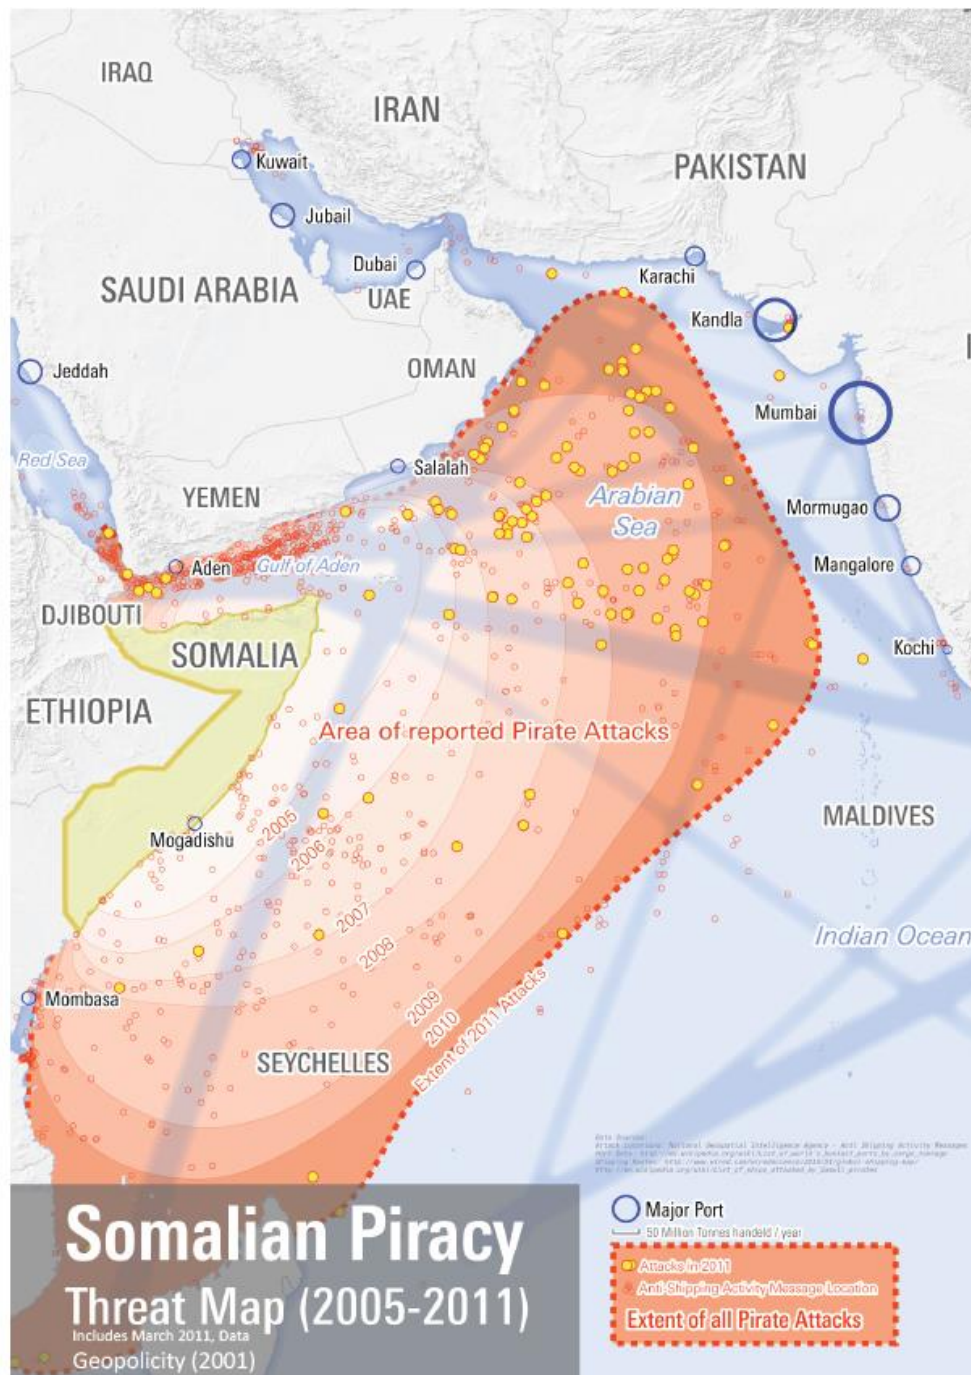 IRAQ
IRAN
PAKISTAN
Kuwait
Jubail
Dubai
Karachi
SAUDI ARABIA
UAE
Kandla
OMAN
Jeddah
Mumbai
Red Sea
Salalah
YEMEN
Arabian
Sea
Mormugao
Aden
Gulf of Aden
Mangalore
DJIBOUTI
SOMALIA
Kochi
ETHIOPIA
Area of reported Pirate Attacks
MALDIVES
Mogadishu
2005
2006
2007
2008
2009
2010
Extent of 2011 Attacks
Indian Ocean
Mombasa
SEYCHELLES
Somalian Piracy
Threat Map (2005-2011)
Includes March 2011, Data
Geopolicity (2001)
Major Port
50 Million Tonnes handeld / year
Attacks in 2011
Anti-Shipping Activity Message Location
Extent of all Pirate Attacks